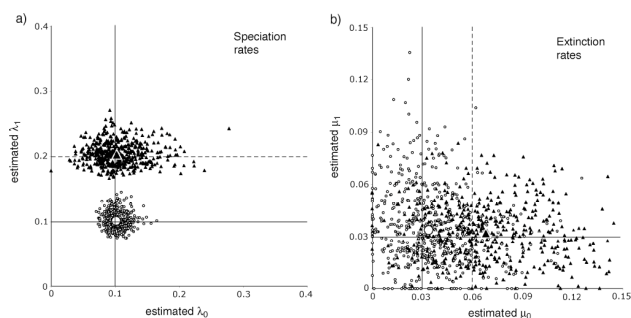 a)
Speciation
rates
0.4
0.3
0.2
0.1
0
estimated λ1
0 0.1 0.2 0.3 0.4
estimated λ0
b)
Extinction
rates
0.15
0.12
0.09
0.06
0.03
0
estimated μ1
0 0.03 0.06 0.09 0.12 0.15
estimated μ0